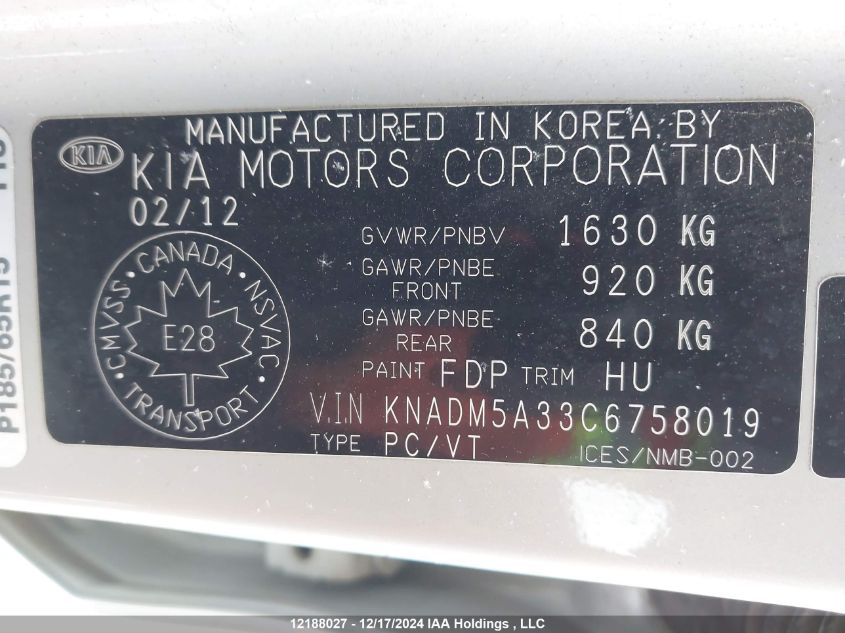 MANUFACTURED IN KOREA BY
KIA
KIA MOTORS CORPORATION
02/12
GVWR/PNBV 1630 KG
GAWR/PNBE FRONT 920 KG
GAWR/PNBE REAR 840 KG
PAINT FDP TRIM HU
V.I.N KNADM5A33C6758019
TYPE PC/VT ICES/NMB-002
CANADA
CMVSS NSVAC
E28
TRANSPORT
P185/65R15
12188027 - 12/17/2024 IAA Holdings , LLC